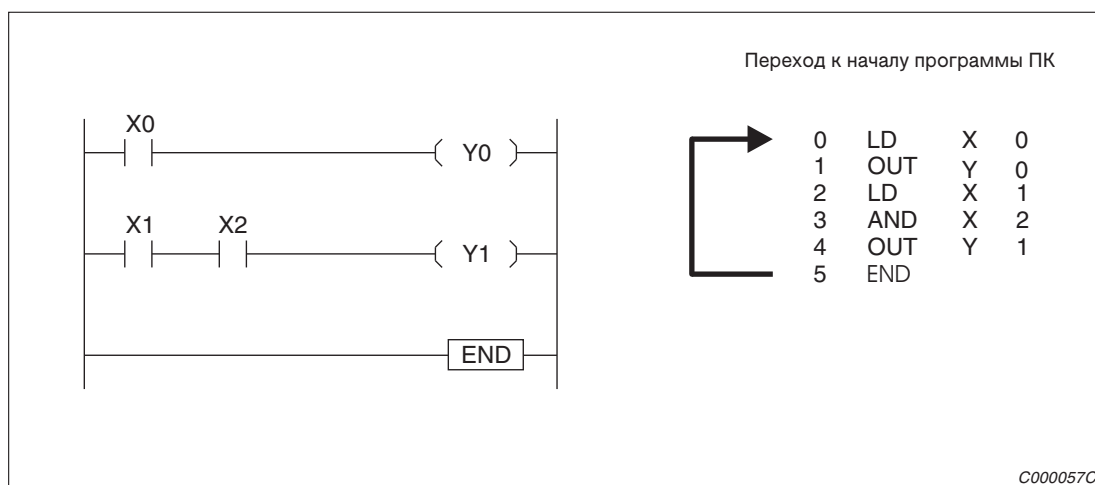 Переход к началу программы ПК
X0
Y0
X1 X2
Y1
END
0 LD X 0
1 OUT Y 0
2 LD X 1
3 AND X 2
4 OUT Y 1
5 END
C000057C